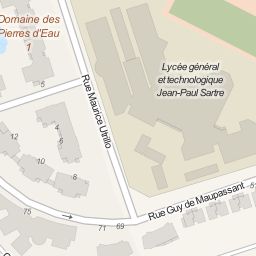 Domaine des
Pierres d'Eau
1
Lycée général
et technologique
Jean-Paul Sartre
Rue Maurice Utrillo
10
12
6
4
8
75
71
69
Rue Guy de Maupassant